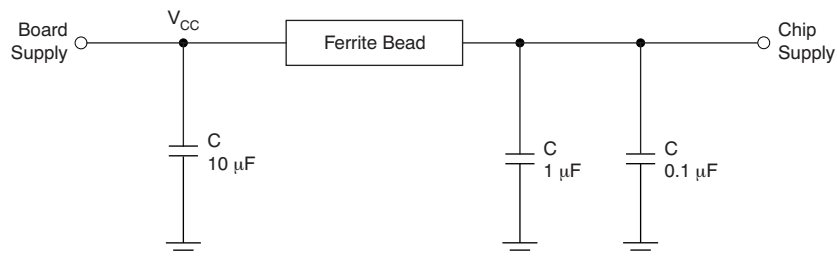 Board
Supply
V_CC
Ferrite Bead
Chip
Supply
C
10 μF
C
1 μF
C
0.1 μF